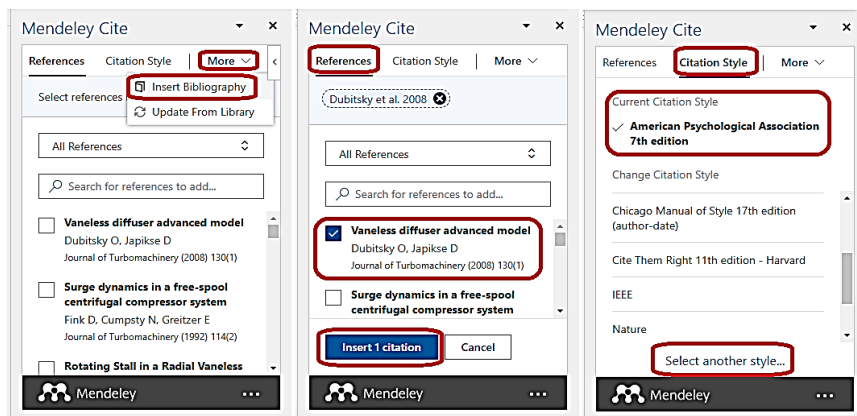 Mendeley Cite
References Citation Style More
Insert Bibliography
Select references
Update From Library
All References
Search for references to add...
Vaneless diffuser advanced model
Dubitsky O, Japikse D
Journal of Turbomachinery (2008) 130(1)
Surge dynamics in a free-spool
centrifugal compressor system
Fink D, Cumpsty N, Greitzer E
Journal of Turbomachinery (1992) 114(2)
Rotating Stall in a Radial Vaneless
Mendeley
Mendeley Cite
References Citation Style More
Dubitsky et al. 2008
All References
Search for references to add...
Vaneless diffuser advanced model
Dubitsky O, Japikse D
Journal of Turbomachinery (2008) 130(1)
Surge dynamics in a free-spool
centrifugal compressor system
Insert 1 citation Cancel
Mendeley
Mendeley Cite
References Citation Style More
Current Citation Style
American Psychological Association
7th edition
Change Citation Style
Chicago Manual of Style 17th edition
(author-date)
Cite Them Right 11th edition - Harvard
IEEE
Nature
Select another style...
Mendeley